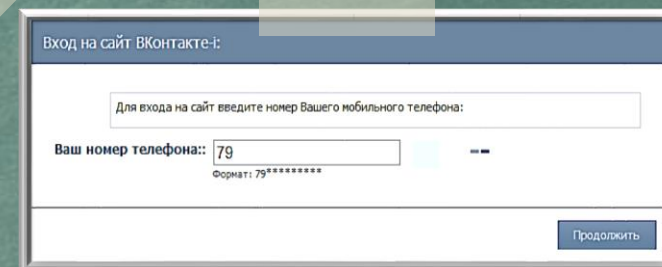 Вход на сайт ВКонтакте-i:
Для входа на сайт введите номер Вашего мобильного телефона:
Ваш номер телефона:: 79
Формат: 79*********
Продолжить